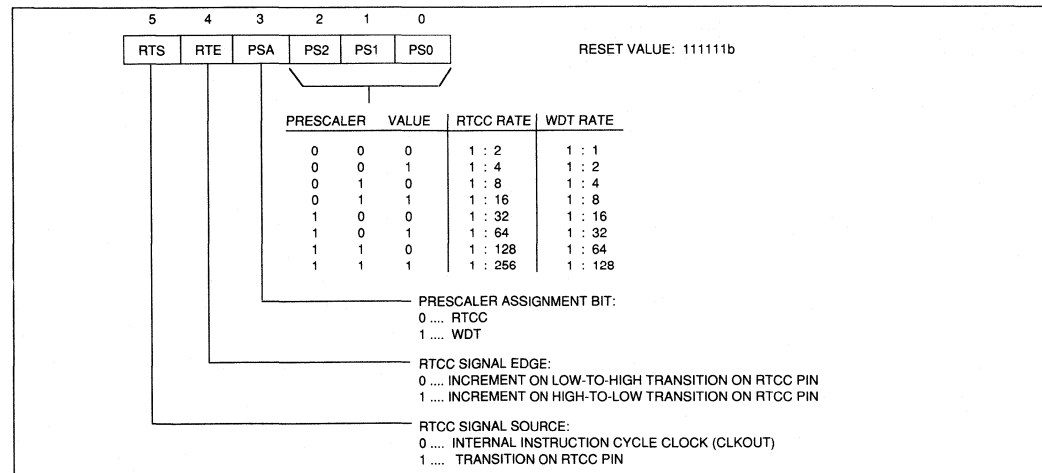 5 4 3 2 1 0
RTS RTE PSA PS2 PS1 PS0 RESET VALUE: 111111b
PRESCALER VALUE RTCC RATE WDT RATE
0 0 0 1 : 2 1 : 1
0 0 1 1 : 4 1 : 2
0 1 0 1 : 8 1 : 4
0 1 1 1 : 16 1 : 8
1 0 0 1 : 32 1 : 16
1 0 1 1 : 64 1 : 32
1 1 0 1 : 128 1 : 64
1 1 1 1 : 256 1 : 128
PRESCALER ASSIGNMENT BIT:
0 .... RTCC
1 .... WDT
RTCC SIGNAL EDGE:
0 .... INCREMENT ON LOW-TO-HIGH TRANSITION ON RTCC PIN
1 .... INCREMENT ON HIGH-TO-LOW TRANSITION ON RTCC PIN
RTCC SIGNAL SOURCE:
0 .... INTERNAL INSTRUCTION CYCLE CLOCK (CLKOUT)
1 .... TRANSITION ON RTCC PIN